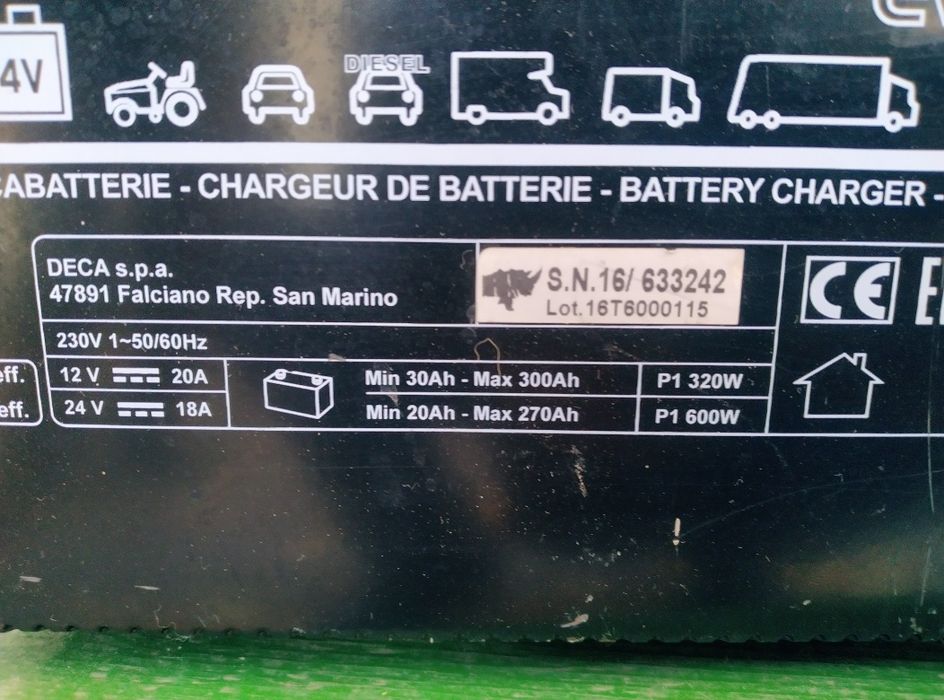 4V
DIESEL
CABATTERIE - CHARGEUR DE BATTERIE - BATTERY CHARGER -
DECA s.p.a.
47891 Falciano Rep. San Marino
S.N.16/ 633242
Lot.16T6000115
CE
230V 1~50/60Hz
eff.
12 V 20A
Min 30Ah - Max 300Ah
P1 320W
eff.
24 V 18A
Min 20Ah - Max 270Ah
P1 600W